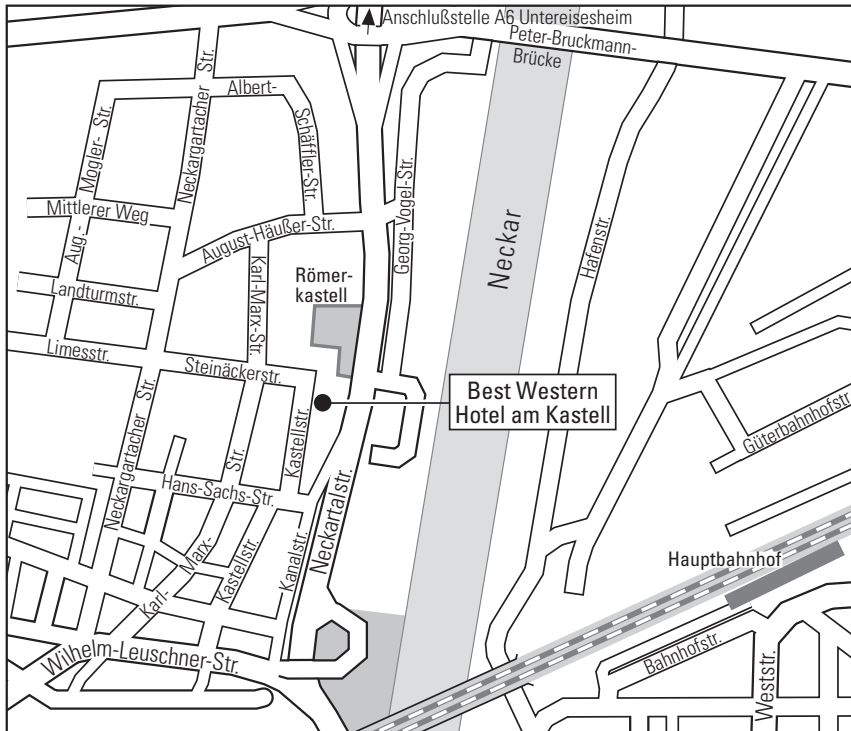 Anschlußstelle A6 Untereisesheim
Peter-Bruckmann-
Brücke
Neckargartacher Str.
Albert-
Schäffler-Str.
Aug.- Mogler- Str.
Mittlerer Weg
August-Häußer-Str.
Georg-Vogel-Str.
Neckar
Hafenstr.
Karl-Marx-Str
Römer-
kastell
Landturmstr.
Limesstr.
Steinäckerstr.
Best Western
Hotel am Kastell
Kastellstr.
Güterbahnhofstr
Neckargartacher Str.
Hans-Sachs-Str.
Karl- Marx- Str.
Kastellstr.
Kanalstr.
Neckartalstr.
Hauptbahnhof
Wilhelm-Leuschner-Str.
Bahnhofstr.
Weststr.